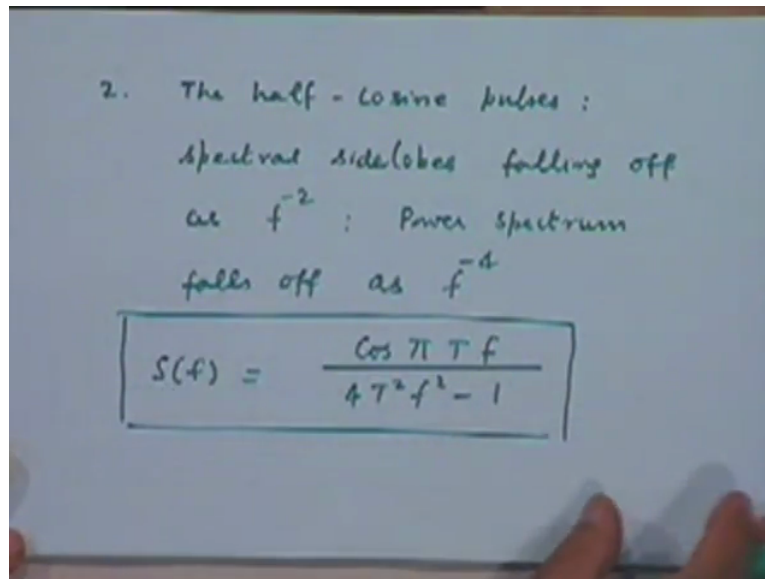 2. The half-cosine pulses:
spectral sidelobes falling off
as f^-2 : Power spectrum
falls off as f^-4
S(f) = cos π T f / 4T²f² - 1